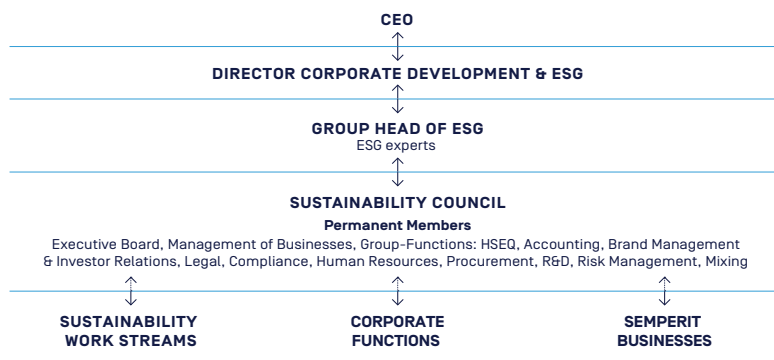 CEO
DIRECTOR CORPORATE DEVELOPMENT & ESG
GROUP HEAD OF ESG
ESG experts
SUSTAINABILITY COUNCIL
Permanent Members
Executive Board, Management of Businesses, Group-Functions: HSEQ, Accounting, Brand Management
& Investor Relations, Legal, Compliance, Human Resources, Procurement, R&D, Risk Management, Mixing
SUSTAINABILITY
WORK STREAMS
CORPORATE
FUNCTIONS
SEMPERIT
BUSINESSES